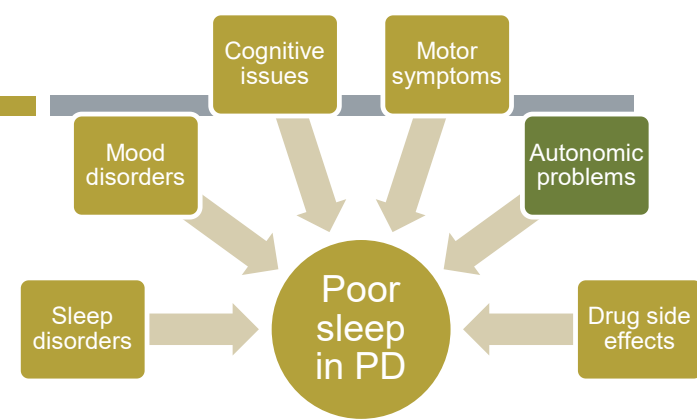 Cognitive
issues
Motor
symptoms
Mood
disorders
Autonomic
problems
Sleep
disorders
Poor
sleep
in PD
Drug side
effects